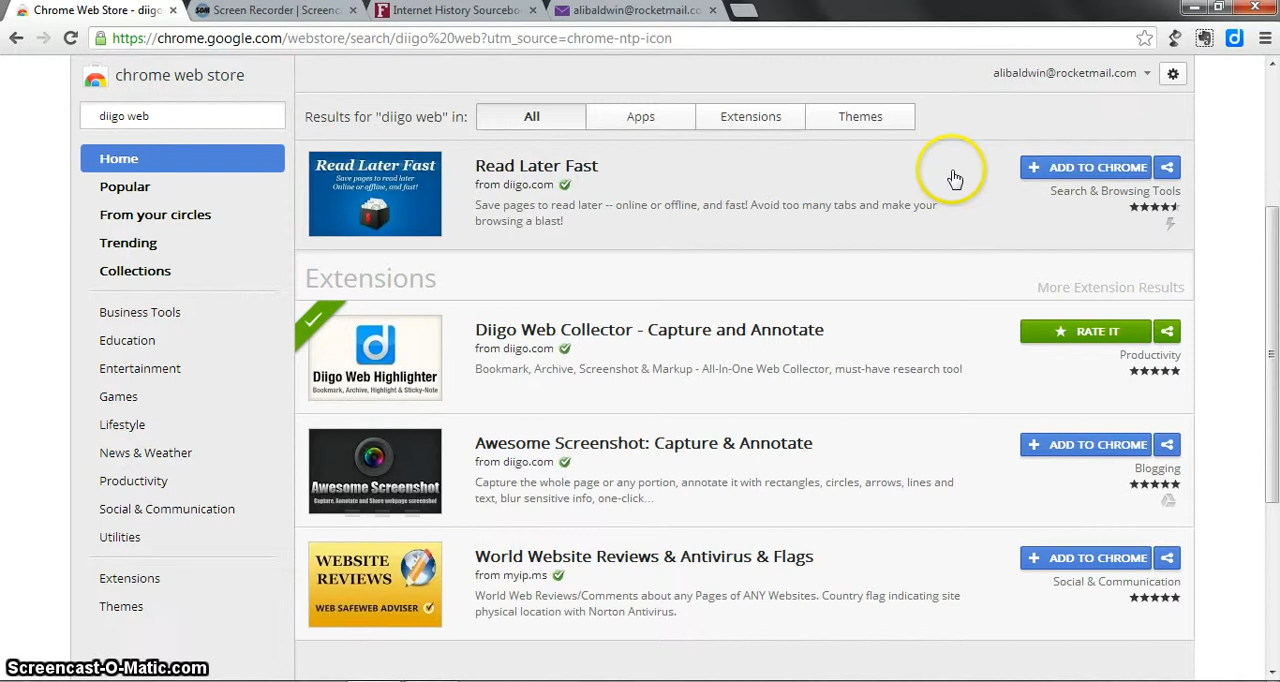 Chrome Web Store - diigo
Screen Recorder | Screenc
Internet History Sourcebo
alibaldwin@rocketmail.co
https://chrome.google.com/webstore/search/diigo%20web?utm_source=chrome-ntp-icon
chrome web store
alibaldwin@rocketmail.com
diigo web
Results for "diigo web" in:
All
Apps
Extensions
Themes
Home
Popular
From your circles
Trending
Collections
Business Tools
Education
Entertainment
Games
Lifestyle
News & Weather
Productivity
Social & Communication
Utilities
Extensions
Themes
Read Later Fast
Save pages to read later
Online or offline, and fast!
Read Later Fast
from diigo.com
Save pages to read later -- online or offline, and fast! Avoid too many tabs and make your
browsing a blast!
ADD TO CHROME
Search & Browsing Tools
Extensions
More Extension Results
Diigo Web Highlighter
Bookmark, Archive, Highlight & Sticky-Note
Diigo Web Collector - Capture and Annotate
from diigo.com
Bookmark, Archive, Screenshot & Markup - All-In-One Web Collector, must-have research tool
RATE IT
Productivity
Awesome Screenshot
Capture, Annotate and Share webpage screenshot
Awesome Screenshot: Capture & Annotate
from diigo.com
Capture the whole page or any portion, annotate it with rectangles, circles, arrows, lines and
text, blur sensitive info, one-click...
ADD TO CHROME
Blogging
WEBSITE
REVIEWS
WEB SAFEWEB ADVISER
World Website Reviews & Antivirus & Flags
from myip.ms
World Web Reviews/Comments about any Pages of ANY Websites. Country flag indicating site
physical location with Norton Antivirus.
ADD TO CHROME
Social & Communication
Screencast-O-Matic.com